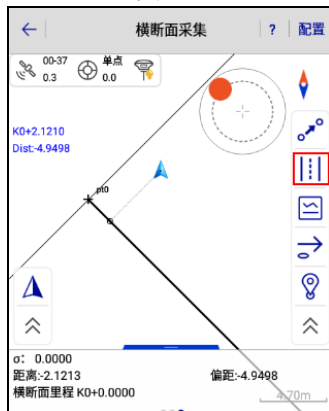 横断面采集 ? 配置
00-37 单点
0.3 0.0
K0+2.1210
Dist:-4.9498
pt0
σ: 0.0000
距离:-2.1213 偏距:-4.9498
横断面里程 K0+0.0000
4.70m